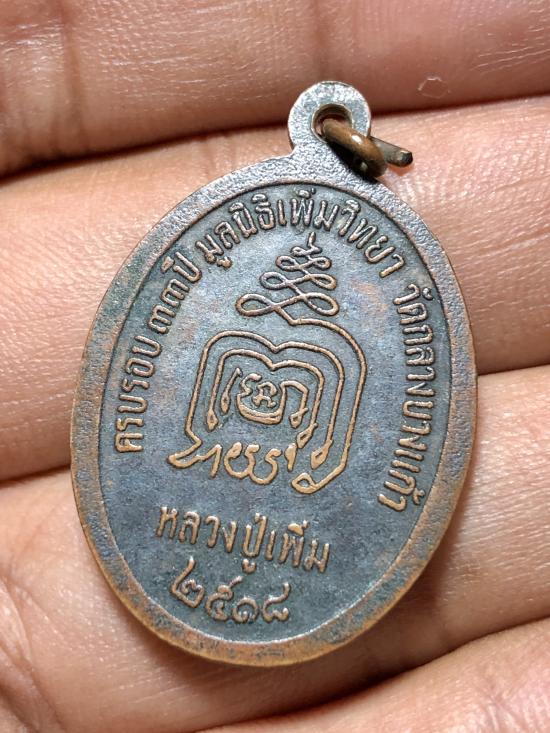 ครบรอบ ๓๓ปี มูลนิธิเพิ่มวิทยา วัดกลางบางแก้ว
หลวงปู่เพิ่ม
๒๕๑๘